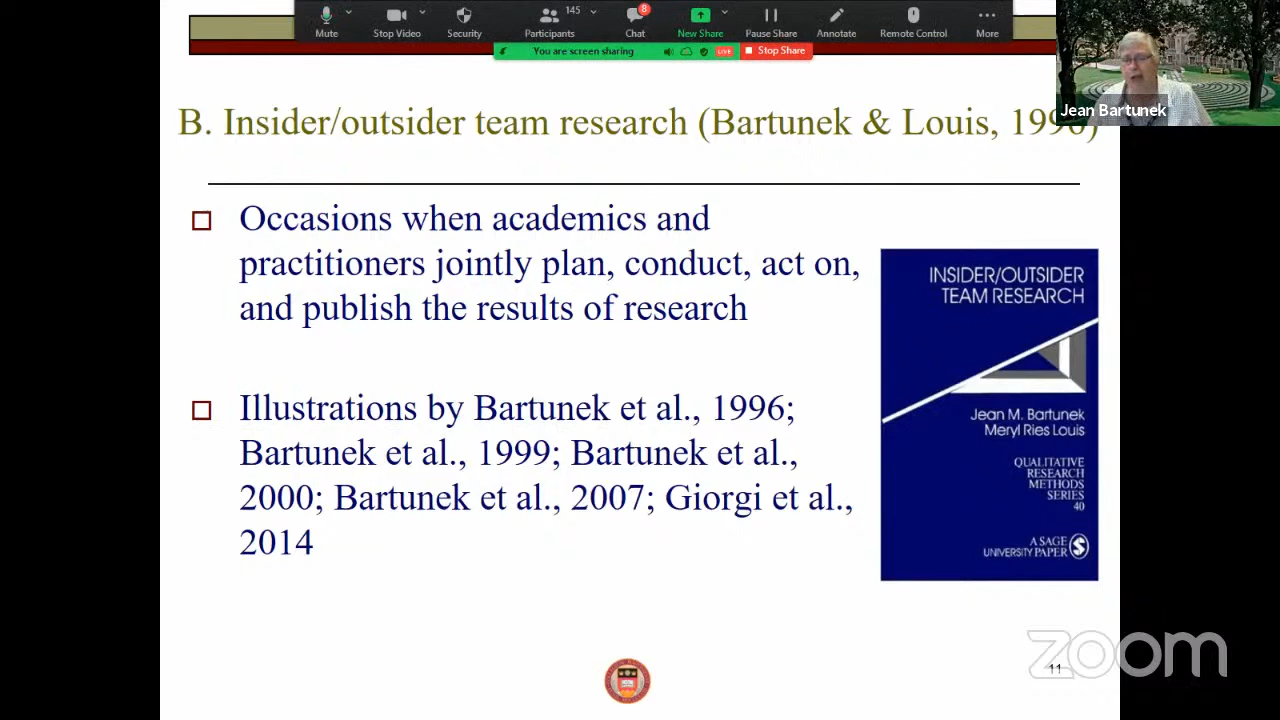 145
8
Mute
Stop Video
Security
Participants
Chat
New Share
Pause Share
Annotate
Remote Control
More
You are screen sharing
LIVE
Stop Share
Jean Bartunek
B. Insider/outsider team research (Bartunek & Louis, 1996)
Occasions when academics and
practitioners jointly plan, conduct, act on,
and publish the results of research
Illustrations by Bartunek et al., 1996;
Bartunek et al., 1999; Bartunek et al.,
2000; Bartunek et al., 2007; Giorgi et al.,
2014
INSIDER/OUTSIDER
TEAM RESEARCH
Jean M. Bartunek
Meryl Ries Louis
QUALITATIVE
RESEARCH
METHODS
SERIES
40
A SAGE
UNIVERSITY PAPER
zoom
11